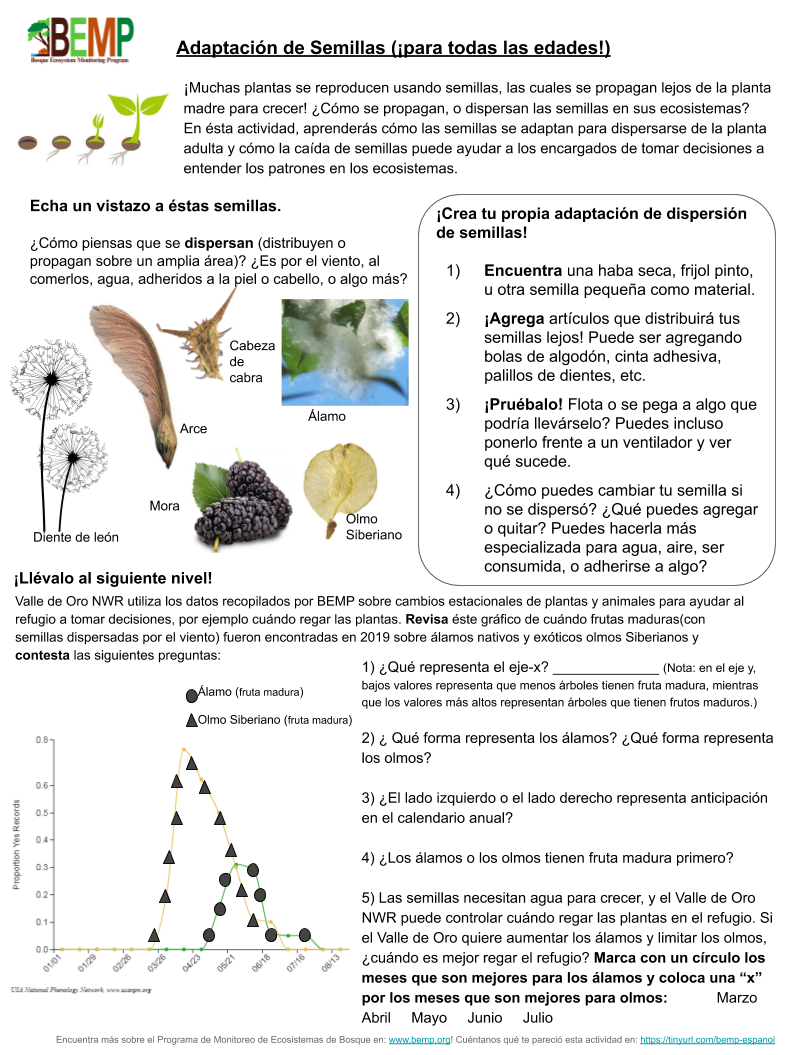 BEMP
Bosque Ecosystem Monitoring Program
Adaptación de Semillas (¡para todas las edades!)
¡Muchas plantas se reproducen usando semillas, las cuales se propagan lejos de la planta
madre para crecer! ¿Cómo se propagan, o dispersan las semillas en sus ecosistemas?
En ésta actividad, aprenderás cómo las semillas se adaptan para dispersarse de la planta
adulta y cómo la caída de semillas puede ayudar a los encargados de tomar decisiones a
entender los patrones en los ecosistemas.
Echa un vistazo a éstas semillas.
¿Cómo piensas que se dispersan (distribuyen o
propagan sobre un amplia área)? ¿Es por el viento, al
comerlos, agua, adheridos a la piel o cabello, o algo más?
Cabeza
de
cabra
Álamo
Arce
Mora
Olmo
Siberiano
Diente de león
¡Crea tu propia adaptación de dispersión
de semillas!
1) Encuentra una haba seca, frijol pinto,
u otra semilla pequeña como material.
2) ¡Agrega artículos que distribuirá tus
semillas lejos! Puede ser agregando
bolas de algodón, cinta adhesiva,
palillos de dientes, etc.
3) ¡Pruébalo! Flota o se pega a algo que
podría llevárselo? Puedes incluso
ponerlo frente a un ventilador y ver
qué sucede.
4) ¿Cómo puedes cambiar tu semilla si
no se dispersó? ¿Qué puedes agregar
o quitar? Puedes hacerla más
especializada para agua, aire, ser
consumida, o adherirse a algo?
¡Llévalo al siguiente nivel!
Valle de Oro NWR utiliza los datos recopilados por BEMP sobre cambios estacionales de plantas y animales para ayudar al
refugio a tomar decisiones, por ejemplo cuándo regar las plantas. Revisa éste gráfico de cuándo frutas maduras(con
semillas dispersadas por el viento) fueron encontradas en 2019 sobre álamos nativos y exóticos olmos Siberianos y
contesta las siguientes preguntas:
Álamo (fruta madura)
Olmo Siberiano (fruta madura)
Proportion Yes Records
0.8
0.6
0.5
0.4
0.3
0.2
0.1
0.0
01/01 01/29 02/26 03/26 04/23 05/21 06/18 07/16 08/13
USA National Phenology Network, www.usanpn.org
1) ¿Qué representa el eje-x? _____________ (Nota: en el eje y,
bajos valores representa que menos árboles tienen fruta madura, mientras
que los valores más altos representan árboles que tienen frutos maduros.)
2) ¿ Qué forma representa los álamos? ¿Qué forma representa
los olmos?
3) ¿El lado izquierdo o el lado derecho representa anticipación
en el calendario anual?
4) ¿Los álamos o los olmos tienen fruta madura primero?
5) Las semillas necesitan agua para crecer, y el Valle de Oro
NWR puede controlar cuándo regar las plantas en el refugio. Si
el Valle de Oro quiere aumentar los álamos y limitar los olmos,
¿cuándo es mejor regar el refugio? Marca con un círculo los
meses que son mejores para los álamos y coloca una “x”
por los meses que son mejores para olmos: Marzo
Abril Mayo Junio Julio
Encuentra más sobre el Programa de Monitoreo de Ecosistemas de Bosque en: www.bemp.org! Cuéntanos qué te pareció esta actividad en: https://tinyurl.com/bemp-espanol